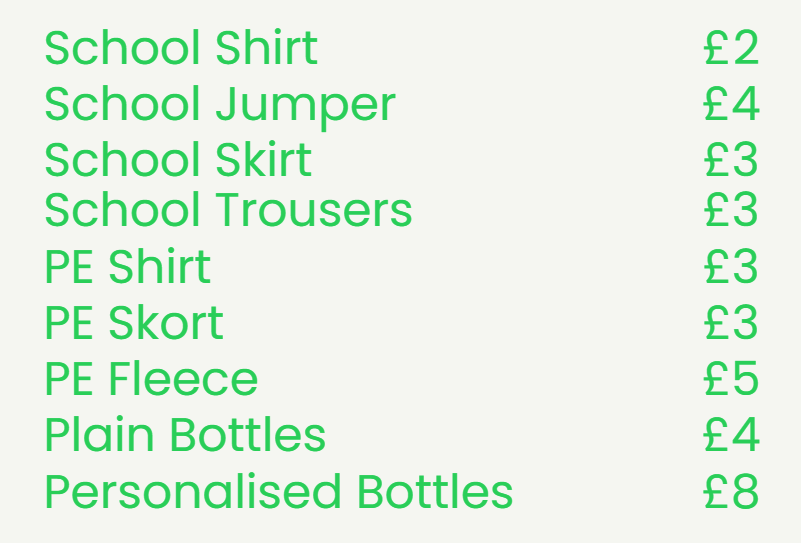 School Shirt £2
School Jumper £4
School Skirt £3
School Trousers £3
PE Shirt £3
PE Skort £3
PE Fleece £5
Plain Bottles £4
Personalised Bottles £8